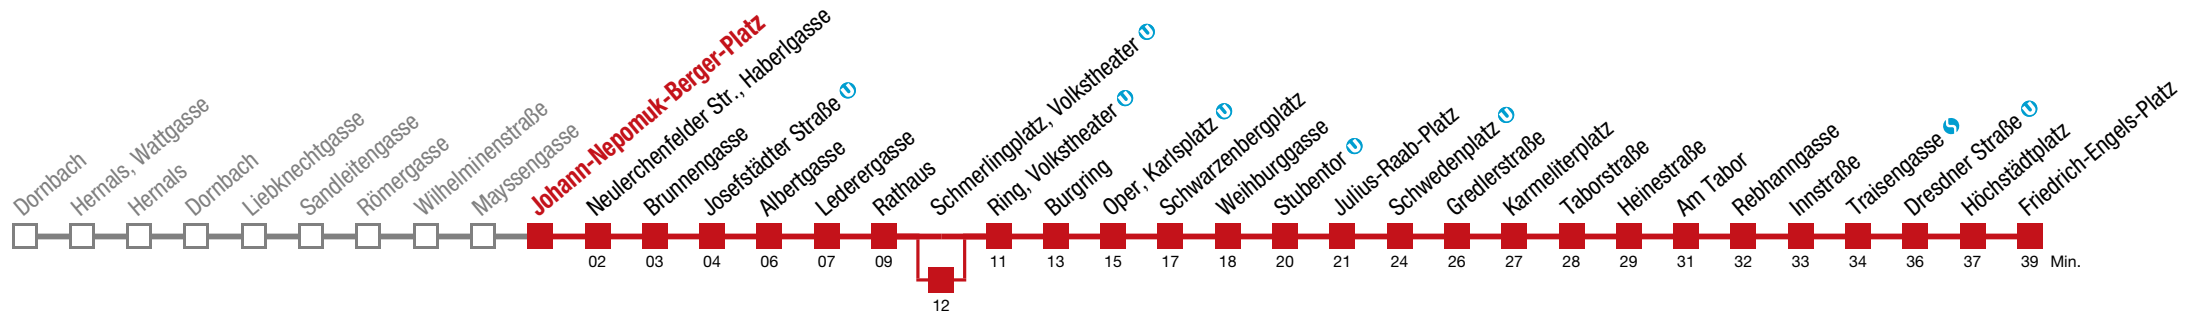 Dornbach
Hernals, Wattgasse
Hernals
Dornbach
Liebknechtgasse
Sandleitengasse
Römergasse
Wilhelminenstraße
Mayssengasse
Johann-Nepomuk-Berger-Platz
Neulerchenfelder Str., Haberlgasse
Brunnengasse
Josefstädter Straße U
Albertgasse
Lederergasse
Rathaus
Schmerlingplatz, Volkstheater U
Ring, Volkstheater U
Burgring
Oper, Karlsplatz U
Schwarzenbergplatz
Weihburggasse
Stubentor U
Julius-Raab-Platz
Schwedenplatz U
Gredlerstraße
Karmeliterplatz
Taborstraße
Heinestraße
Am Tabor
Rebhanngasse
Innstraße
Traisengasse S
Dresdner Straße U
Höchstädtplatz
Friedrich-Engels-Platz
02 03 04 06 07 09 11 13 15 17 18 20 21 24 26 27 28 29 31 32 33 34 36 37 39 Min.
12